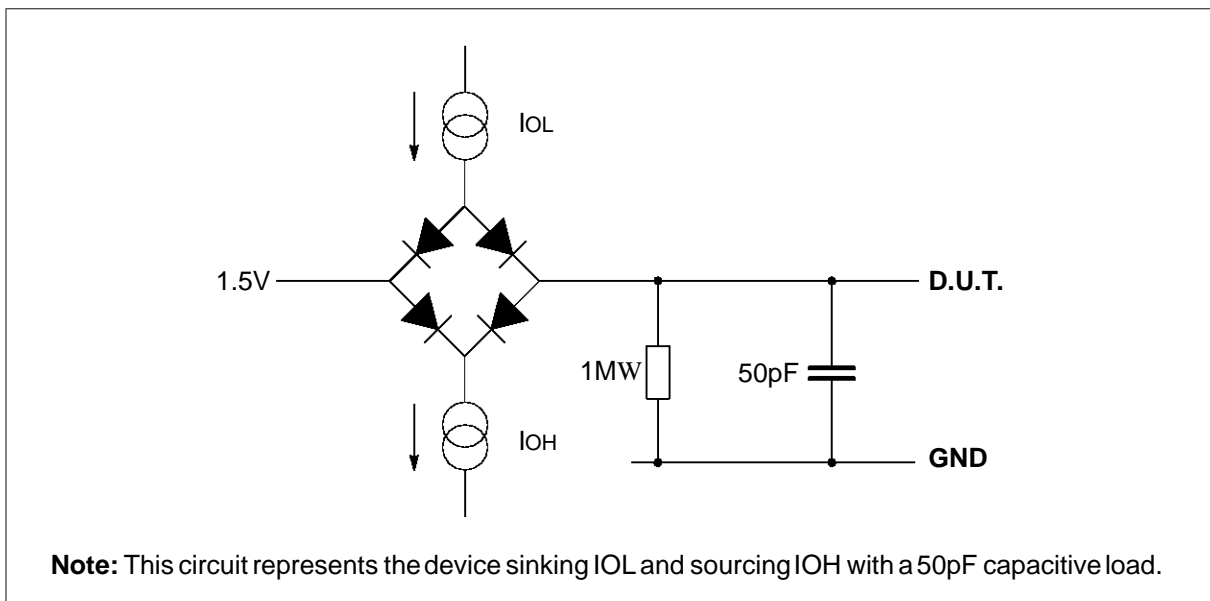 IOL
1.5V
D.U.T.
1MW
50pF
IOH
GND
Note: This circuit represents the device sinking IOL and sourcing IOH with a 50pF capacitive load.